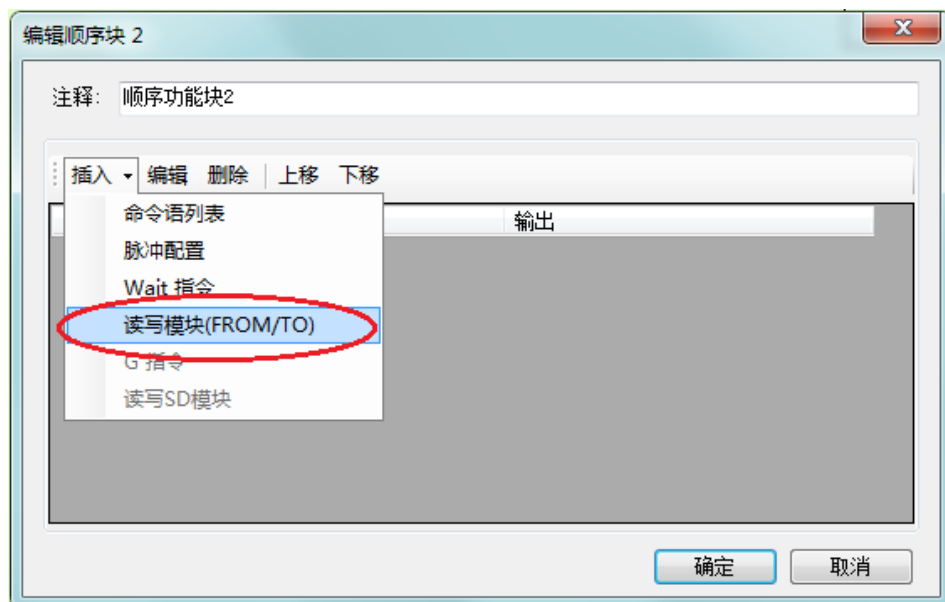 编辑顺序块 2
注释: 顺序功能块2
插入 编辑 删除 上移 下移
输出
命令语列表
脉冲配置
Wait 指令
读写模块(FROM/TO)
G 指令
读写SD模块
确定 取消